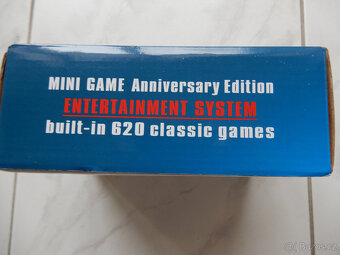 MINI GAME Anniversary Edition
ENTERTAINMENT SYSTEM
built-in 620 classic games